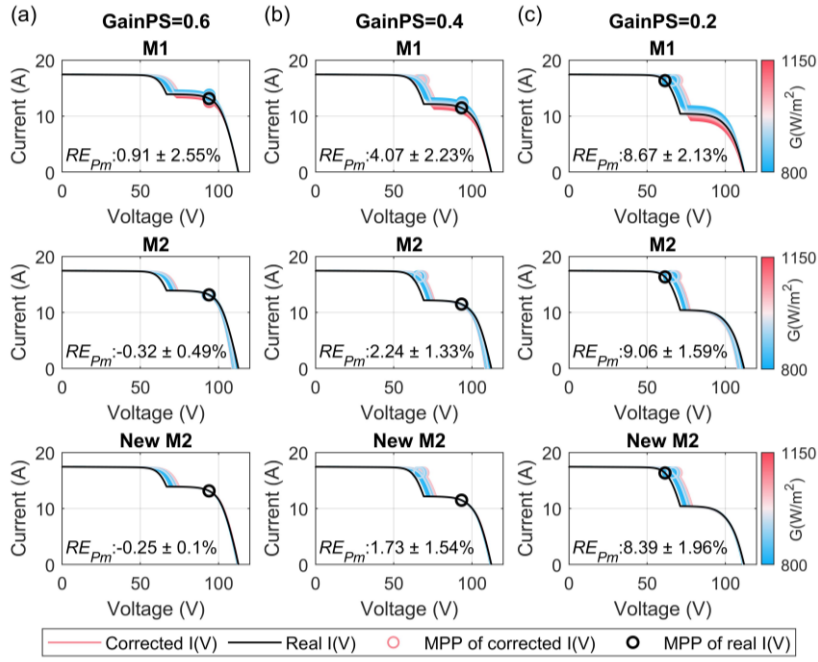 (a) GainPS=0.6 (b) GainPS=0.4 (c) GainPS=0.2
M1 M1 M1
20 20 20 1150
10 10 10
Current (A) Current (A) Current (A) G(W/m²)
RE_Pm:0.91 ± 2.55% RE_Pm:4.07 ± 2.23% RE_Pm:8.67 ± 2.13%
0 0 0 800
0 50 100 0 50 100 0 50 100
Voltage (V) Voltage (V) Voltage (V)
M2 M2 M2
20 20 20 1150
10 10 10
Current (A) Current (A) Current (A) G(W/m²)
RE_Pm:-0.32 ± 0.49% RE_Pm:2.24 ± 1.33% RE_Pm:9.06 ± 1.59%
0 0 0 800
0 50 100 0 50 100 0 50 100
Voltage (V) Voltage (V) Voltage (V)
New M2 New M2 New M2
20 20 20 1150
10 10 10
Current (A) Current (A) Current (A) G(W/m²)
RE_Pm:-0.25 ± 0.1% RE_Pm:1.73 ± 1.54% RE_Pm:8.39 ± 1.96%
0 0 0 800
0 50 100 0 50 100 0 50 100
Voltage (V) Voltage (V) Voltage (V)
Corrected I(V) Real I(V) MPP of corrected I(V) MPP of real I(V)